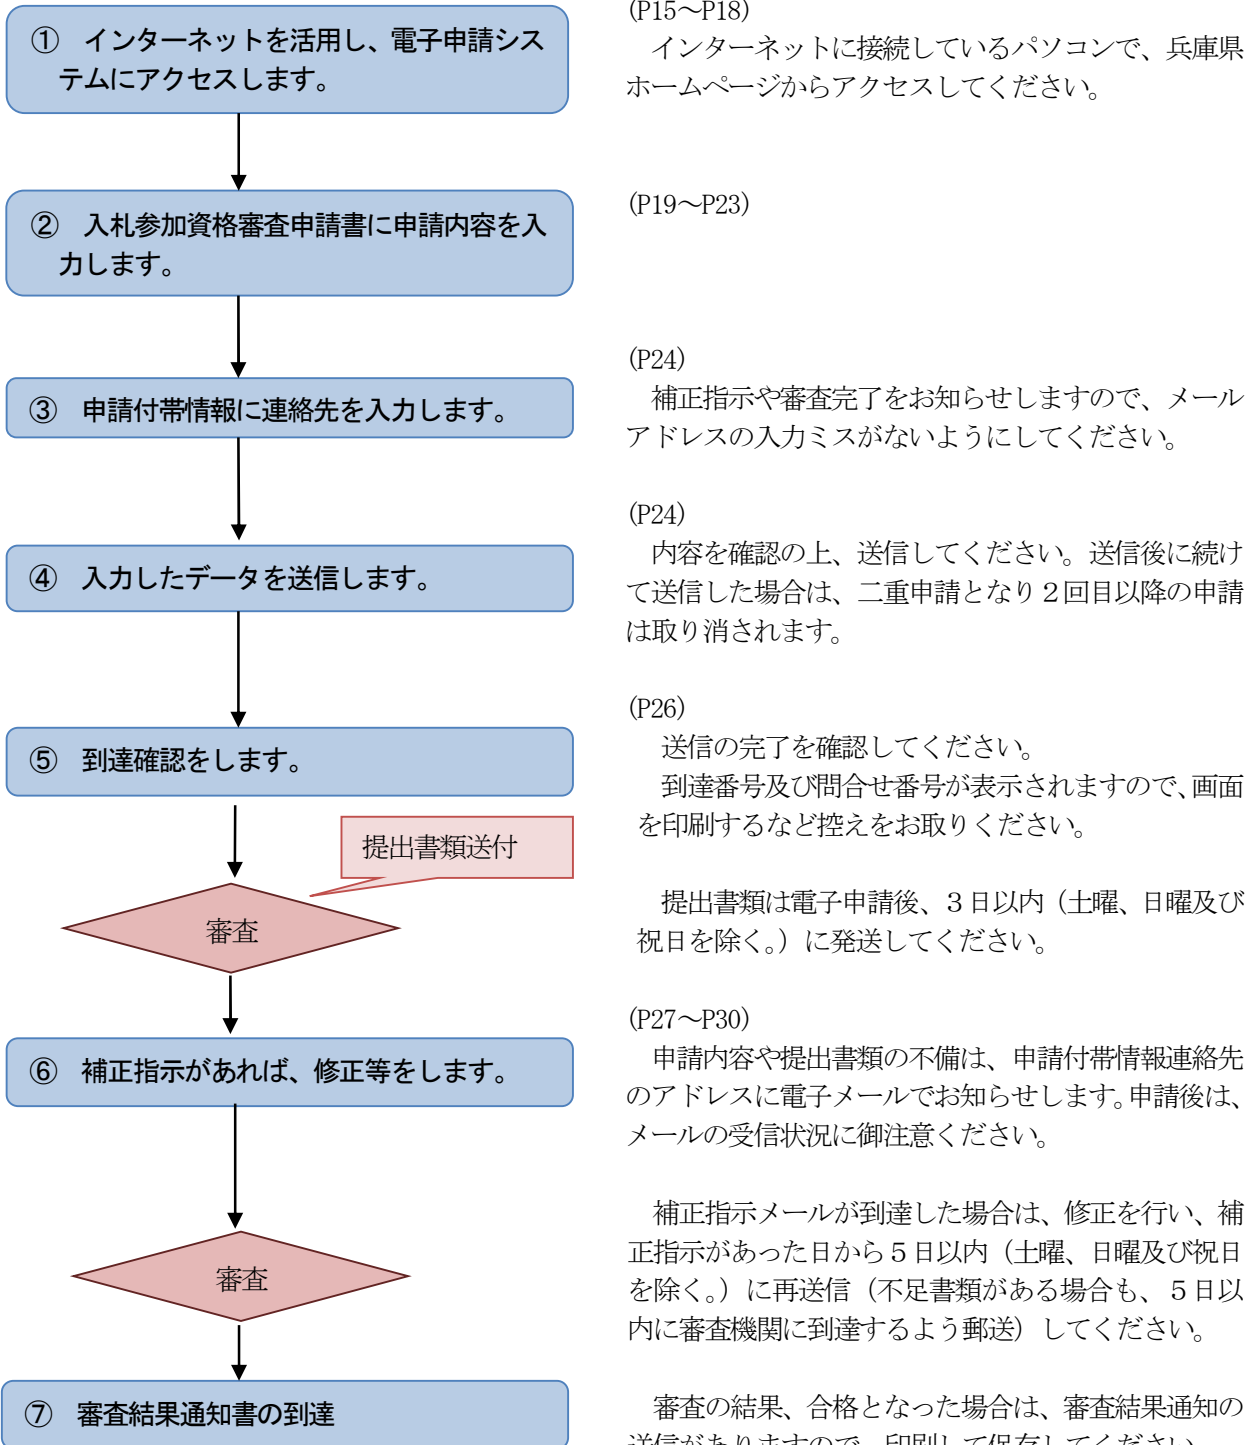 (P15～P18)
① インターネットを活用し、電子申請シス
テムにアクセスします。
インターネットに接続しているパソコンで、兵庫県
ホームページからアクセスしてください。
② 入札参加資格審査申請書に申請内容を入
力します。
(P19～P23)
③ 申請付帯情報に連絡先を入力します。
(P24)
補正指示や審査完了をお知らせしますので、メール
アドレスの入力ミスがないようにしてください。
④ 入力したデータを送信します。
(P24)
内容を確認の上、送信してください。送信後に続け
て送信した場合は、二重申請となり２回目以降の申請
は取り消されます。
⑤ 到達確認をします。
(P26)
送信の完了を確認してください。
到達番号及び問合せ番号が表示されますので、画面
を印刷するなど控えをお取りください。
提出書類送付
審査
提出書類は電子申請後、３日以内（土曜、日曜及び
祝日を除く。）に発送してください。
⑥ 補正指示があれば、修正等をします。
(P27～P30)
申請内容や提出書類の不備は、申請付帯情報連絡先
のアドレスに電子メールでお知らせします。申請後は、
メールの受信状況に御注意ください。
審査
補正指示メールが到達した場合は、修正を行い、補
正指示があった日から５日以内（土曜、日曜及び祝日
を除く。）に再送信（不足書類がある場合も、５日以
内に審査機関に到達するよう郵送）してください。
⑦ 審査結果通知書の到達
審査の結果、合格となった場合は、審査結果通知の
送信がありますので、印刷して保存してください。